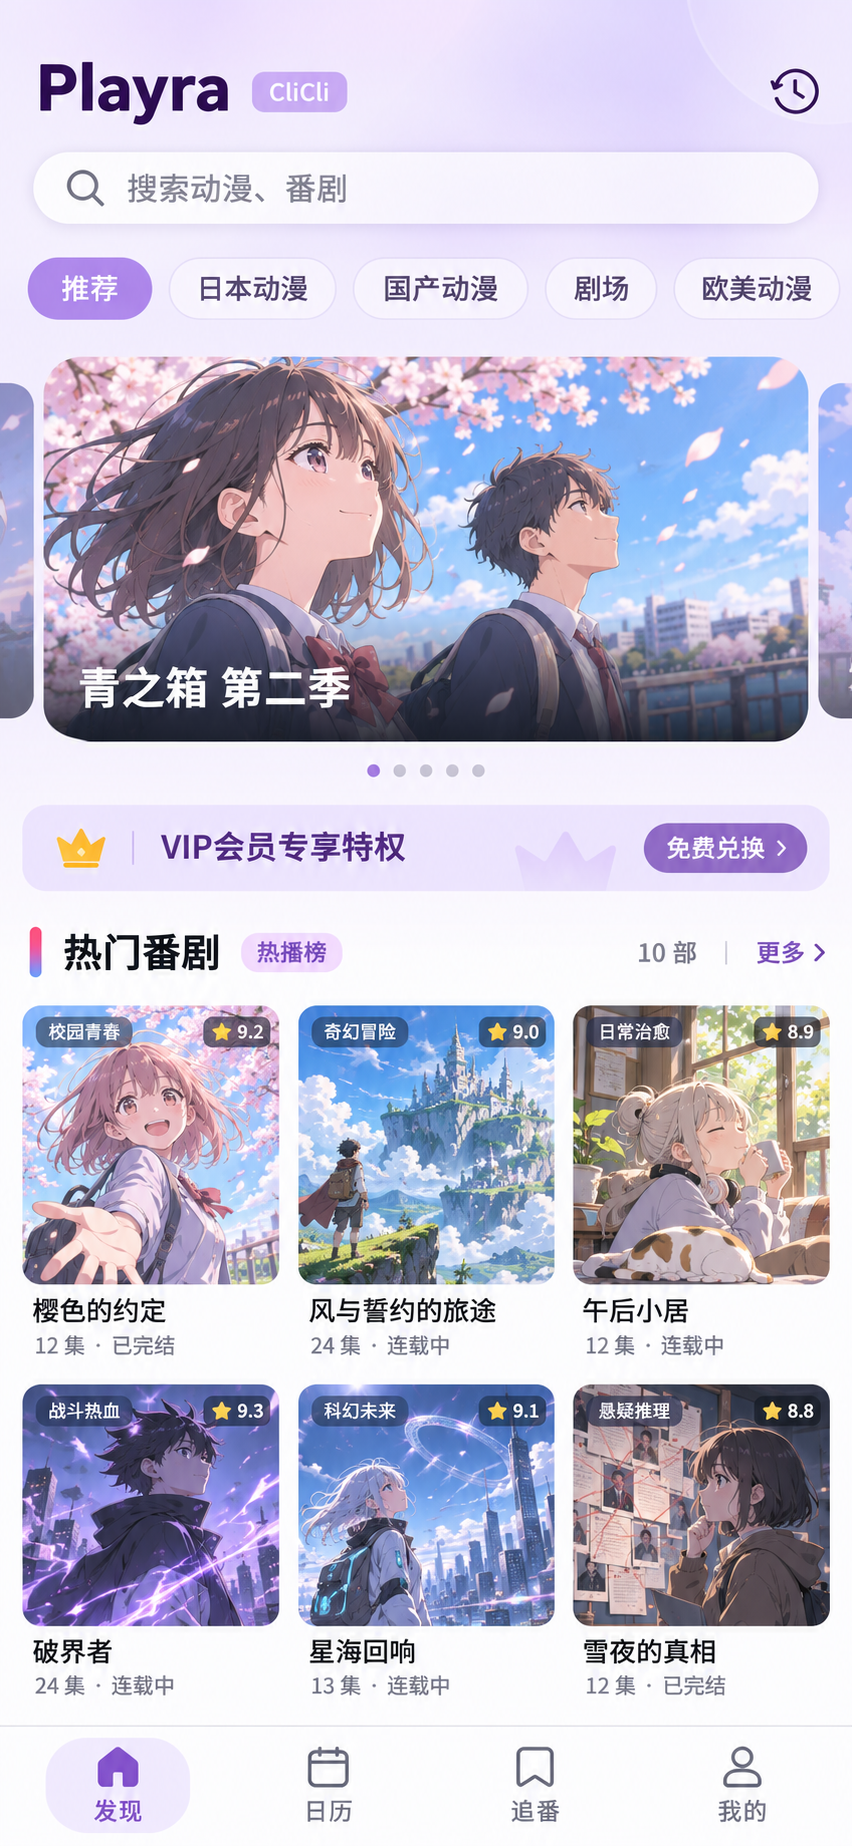 Playra CliCli
搜索动漫、番剧
推荐 日本动漫 国产动漫 剧场 欧美动漫
青之箱 第二季
VIP会员专享特权 免费兑换
热门番剧 热播榜 10 部 更多
校园青春 9.2 奇幻冒险 9.0 日常治愈 8.9
樱色的约定 风与誓约的旅途 午后小居
12 集 · 已完结 24 集 · 连载中 12 集 · 连载中
战斗热血 9.3 科幻未来 9.1 悬疑推理 8.8
破界者 星海回响 雪夜的真相
24 集 · 连载中 13 集 · 连载中 12 集 · 已完结
发现 日历 追番 我的